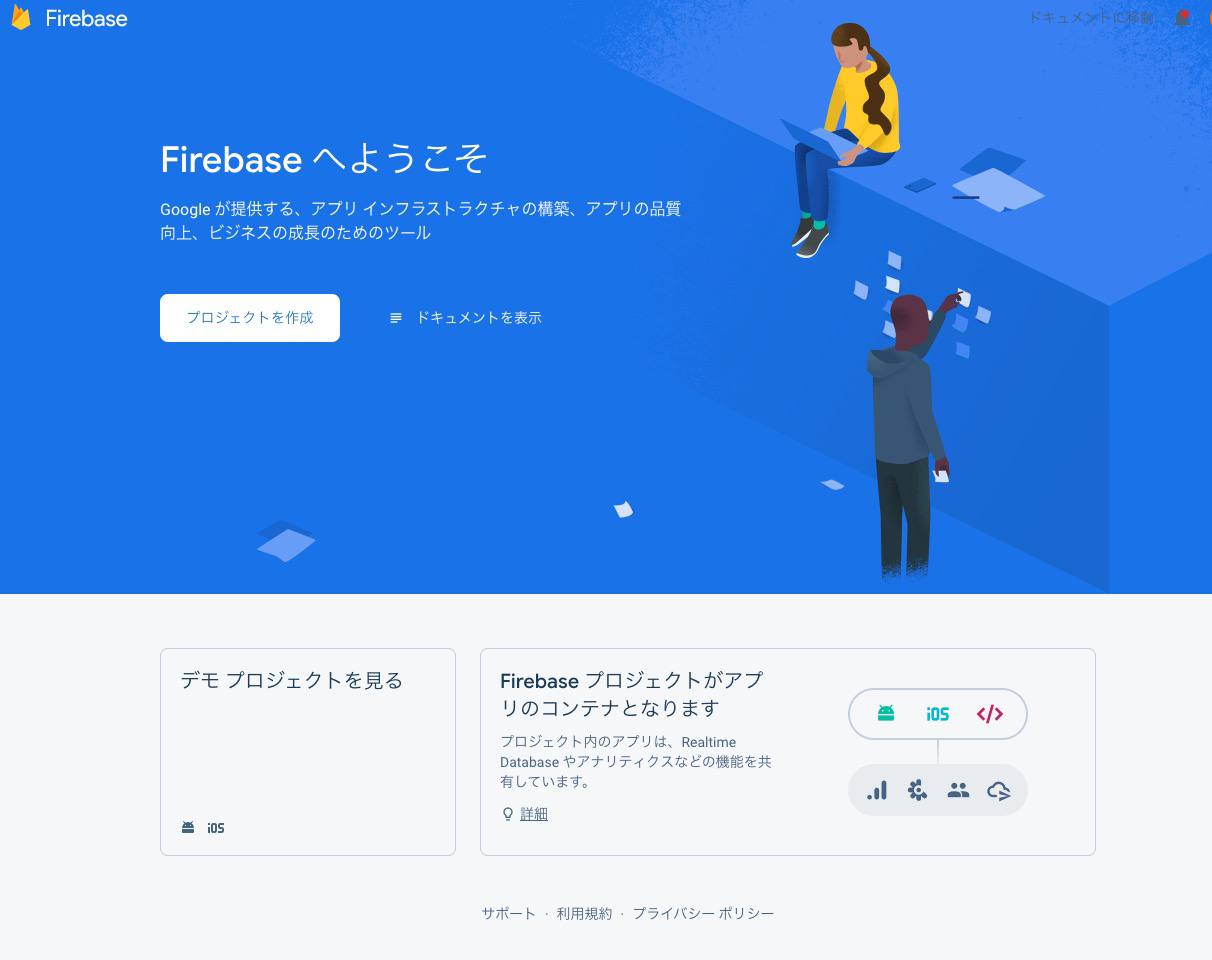 Firebase
ドキュメントに移動
Firebase へようこそ
Google が提供する、アプリ インフラストラクチャの構築、アプリの品質
向上、ビジネスの成長のためのツール
プロジェクトを作成
ドキュメントを表示
デモ プロジェクトを見る
iOS
Firebase プロジェクトがアプ
リのコンテナとなります
プロジェクト内のアプリは、Realtime
Database やアナリティクスなどの機能を共
有しています。
詳細
iOS
サポート · 利用規約 · プライバシー ポリシー